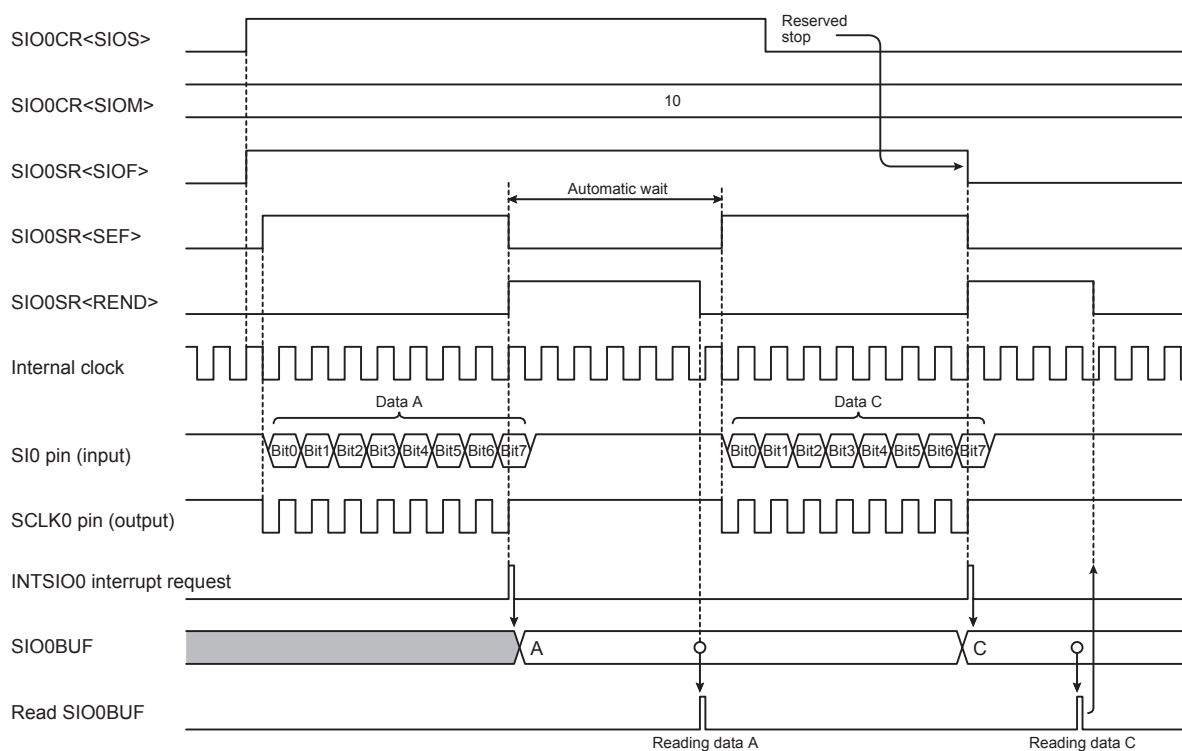 SIO0CR<SIOS>
Reserved
stop
SIO0CR<SIOM>
10
SIO0SR<SIOF>
Automatic wait
SIO0SR<SEF>
SIO0SR<REND>
Internal clock
Data A
Data C
SI0 pin (input)
Bit0 Bit1 Bit2 Bit3 Bit4 Bit5 Bit6 Bit7
Bit0 Bit1 Bit2 Bit3 Bit4 Bit5 Bit6 Bit7
SCLK0 pin (output)
INTSIO0 interrupt request
SIO0BUF
A
C
Read SIO0BUF
Reading data A
Reading data C